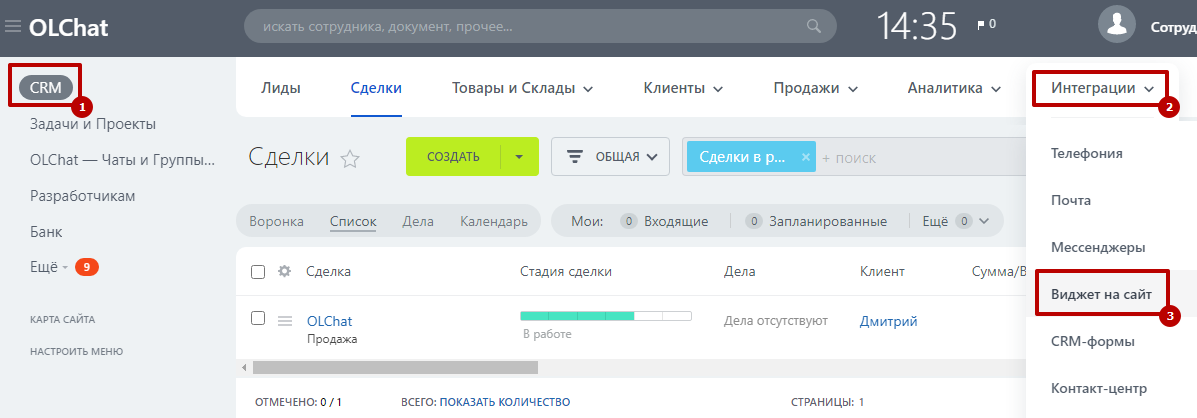 OLChat
искать сотрудника, документ, прочее...
14:35
0
Сотруд
CRM
1
Задачи и Проекты
OLChat — Чаты и Группы...
Разработчикам
Банк
Ещё
9
КАРТА САЙТА
НАСТРОИТЬ МЕНЮ
Лиды
Сделки
Товары и Склады
Клиенты
Продажи
Аналитика
Интеграции
2
Сделки
СОЗДАТЬ
ОБЩАЯ
Сделки в р... ×
+ поиск
Воронка
Список
Дела
Календарь
Мои:
0 Входящие
0 Запланированные
Ещё 0
Сделка
Стадия сделки
Дела
Клиент
Сумма/В
OLChat
Продажа
В работе
Дела отсутствуют
Дмитрий
ОТМЕЧЕНО: 0 / 1
ВСЕГО: ПОКАЗАТЬ КОЛИЧЕСТВО
СТРАНИЦЫ: 1
Телефония
Почта
Мессенджеры
Виджет на сайт
3
CRM-формы
Контакт-центр